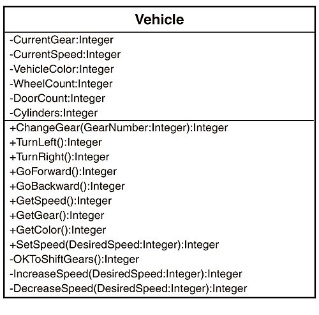 Vehicle
-CurrentGear:Integer
-CurrentSpeed:Integer
-VehicleColor:Integer
-WheelCount:Integer
-DoorCount:Integer
-Cylinders:Integer
+ChangeGear(GearNumber:Integer):Integer
+TurnLeft():Integer
+TurnRight():Integer
+GoForward():Integer
+GoBackward():Integer
+GetSpeed():Integer
+GetGear():Integer
+GetColor():Integer
+SetSpeed(DesiredSpeed:Integer):Integer
-OKToShiftGears():Integer
-IncreaseSpeed(DesiredSpeed:Integer):Integer
-DecreaseSpeed(DesiredSpeed:Integer):Integer